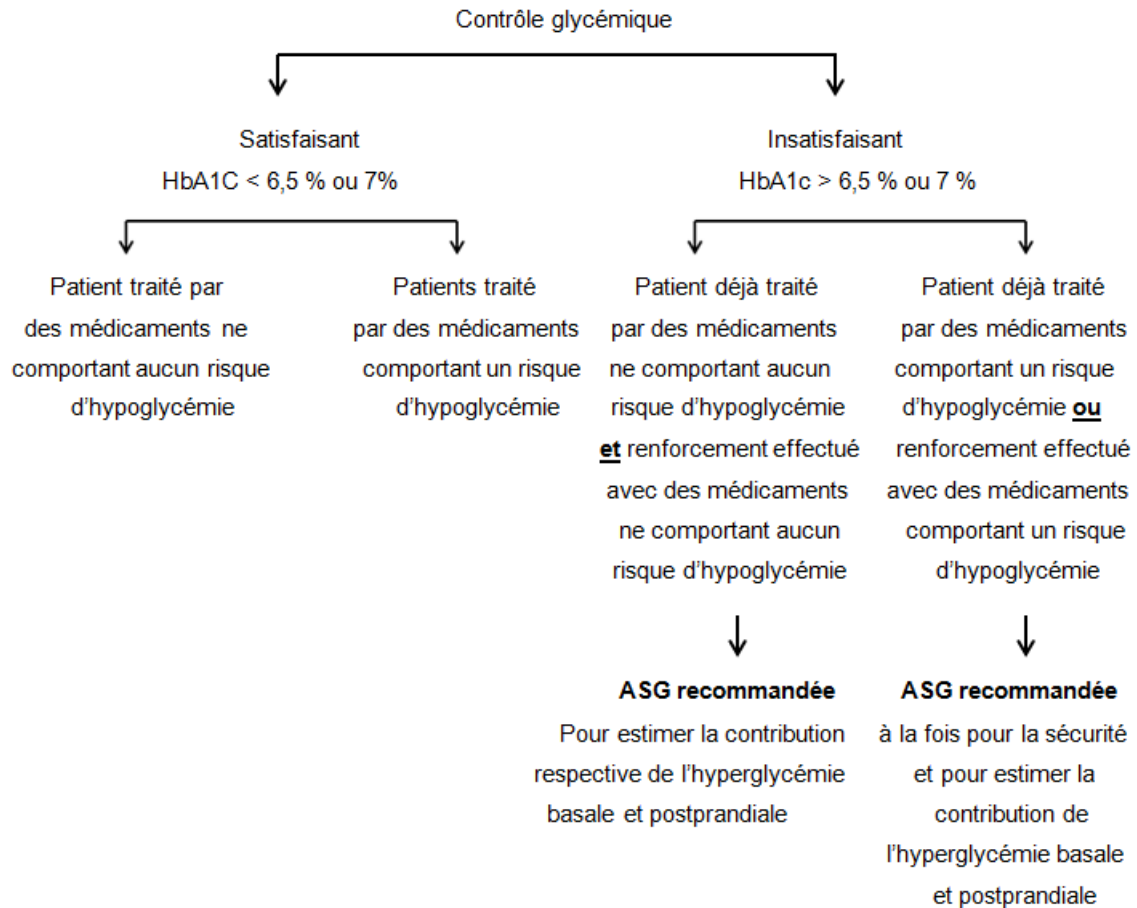 Contrôle glycémique
Satisfaisant
HbA1C < 6,5 % ou 7%
Insatisfaisant
HbA1c > 6,5 % ou 7 %
Patient traité par
des médicaments ne
comportant aucun risque
d'hypoglycémie
Patients traité
par des médicaments
comportant un risque
d'hypoglycémie
Patient déjà traité
par des médicaments
ne comportant aucun
risque d'hypoglycémie
et renforcement effectué
avec des médicaments
ne comportant aucun
risque d'hypoglycémie
Patient déjà traité
par des médicaments
comportant un risque
d'hypoglycémie ou
renforcement effectué
avec des médicaments
comportant un risque
d'hypoglycémie
ASG recommandée
Pour estimer la contribution
respective de l'hyperglycémie
basale et postprandiale
ASG recommandée
à la fois pour la sécurité
et pour estimer la
contribution de
l'hyperglycémie basale
et postprandiale